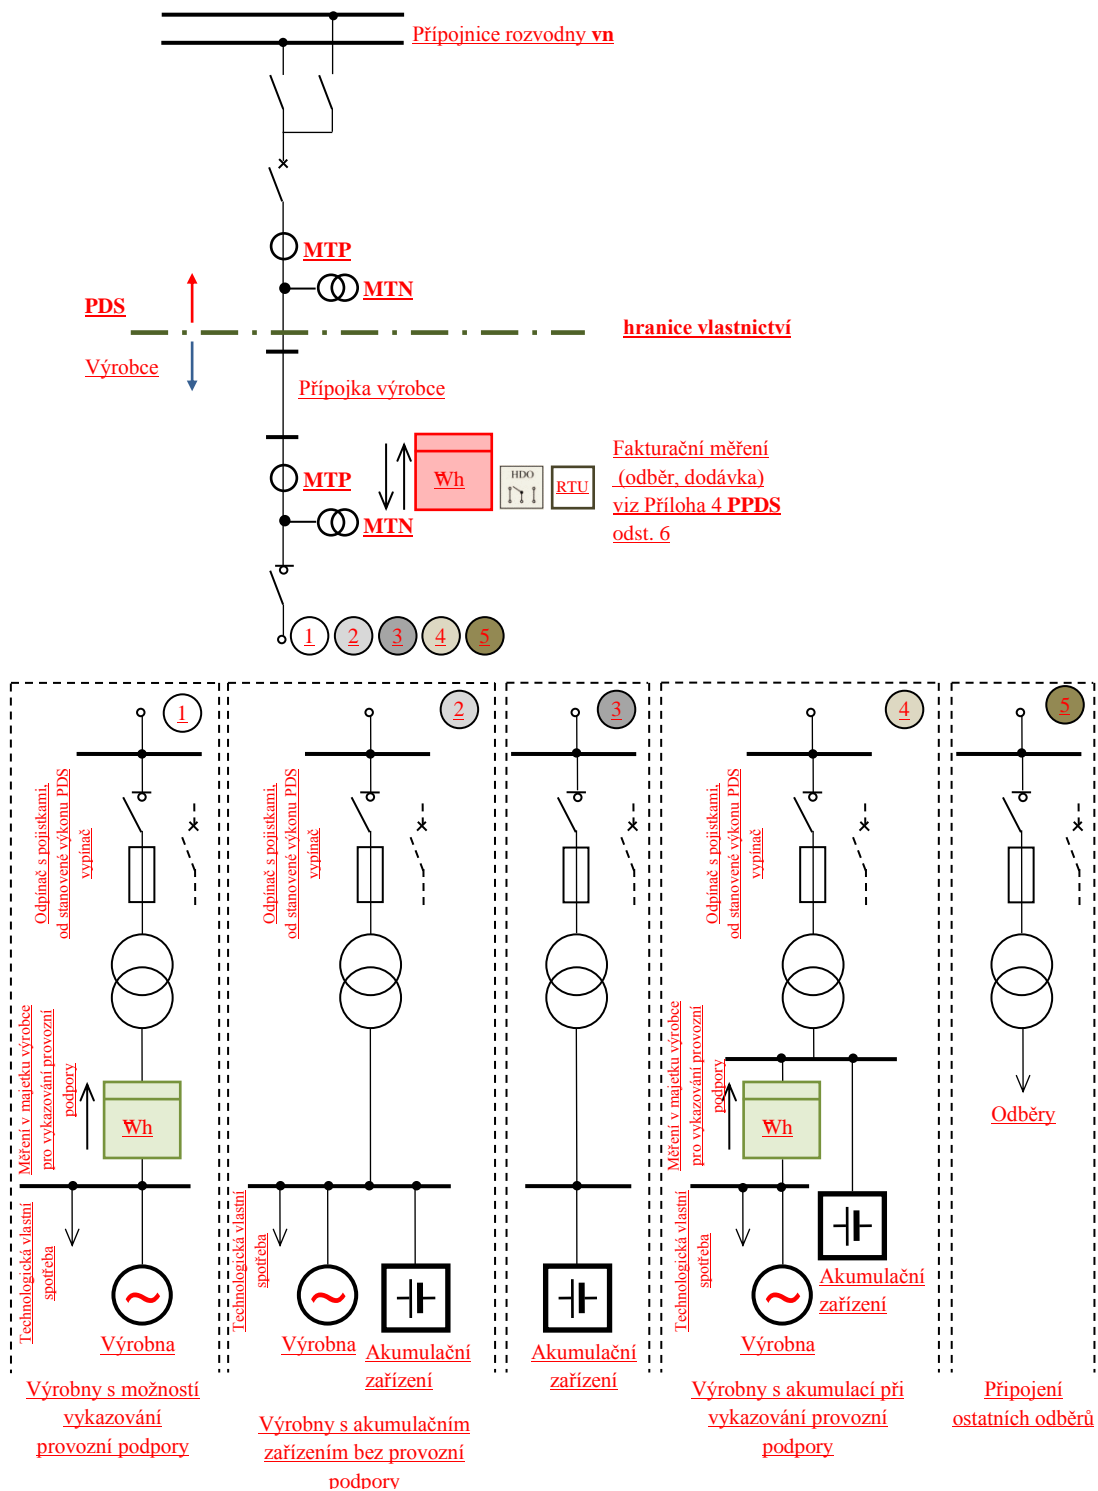 Přípojnice rozvodny vn
MTP
MTN
PDS
hranice vlastnictví
Výrobce
Přípojka výrobce
Fakturační měření
(odběr, dodávka)
viz Příloha 4 PPDS
odst. 6
Wh
HDO
RTU
MTP
MTN
1
2
3
4
5
1
Odpínač s pojistkami,
od stanovené výkonu PDS
vypínač
Měření v majetku výrobce
pro vykazování provozní
podpory
Wh
Technologická vlastní
spotřeba
Výrobna
Výrobny s možností
vykazování
provozní podpory
2
Odpínač s pojistkami,
od stanovené výkonu PDS
vypínač
Technologická vlastní
spotřeba
Výrobna
Akumulační
zařízení
Výrobny s akumulačním
zařízením bez provozní
podpory
3
Akumulační
zařízení
4
Odpínač s pojistkami,
od stanovené výkonu PDS
vypínač
Měření v majetku výrobce
pro vykazování provozní
podpory
Wh
Technologická vlastní
spotřeba
Výrobna
Akumulační
zařízení
Výrobny s akumulací při
vykazování provozní
podpory
5
Odběry
Připojení
ostatních odběrů